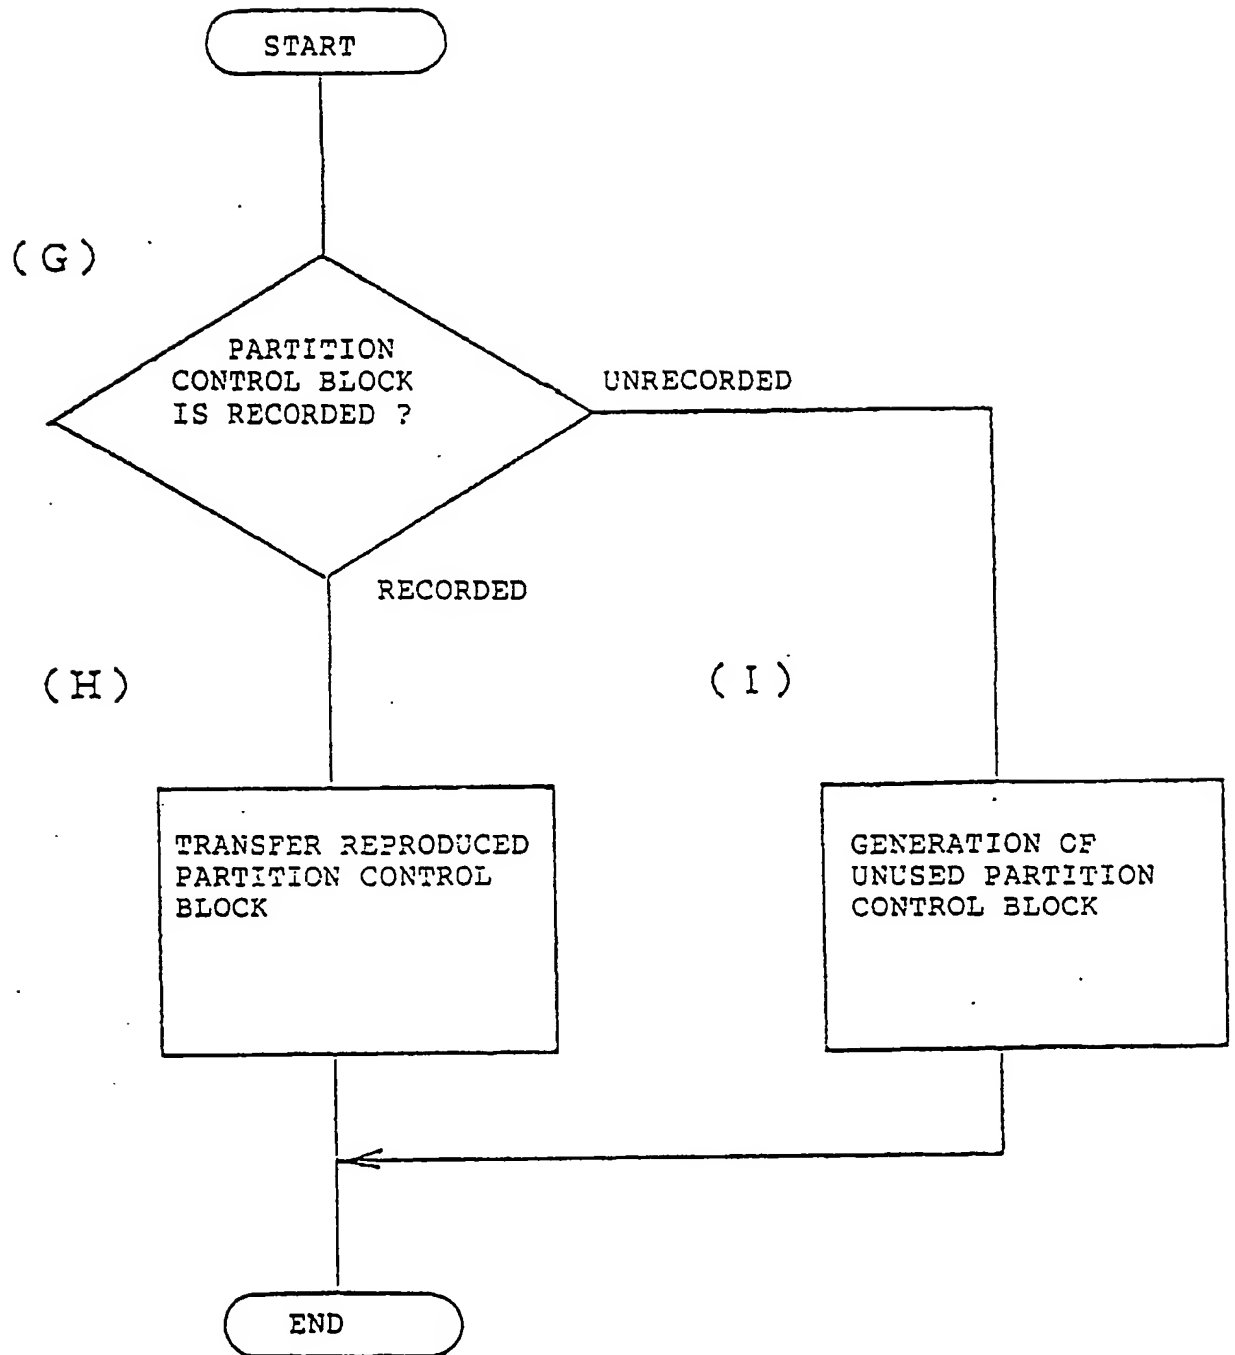 START
(G)
PARTITION
CONTROL BLOCK
IS RECORDED ?
UNRECORDED
RECORDED
(H)
(I)
TRANSFER REPRODUCED
PARTITION CONTROL
BLOCK
GENERATION OF
UNUSED PARTITION
CONTROL BLOCK
END